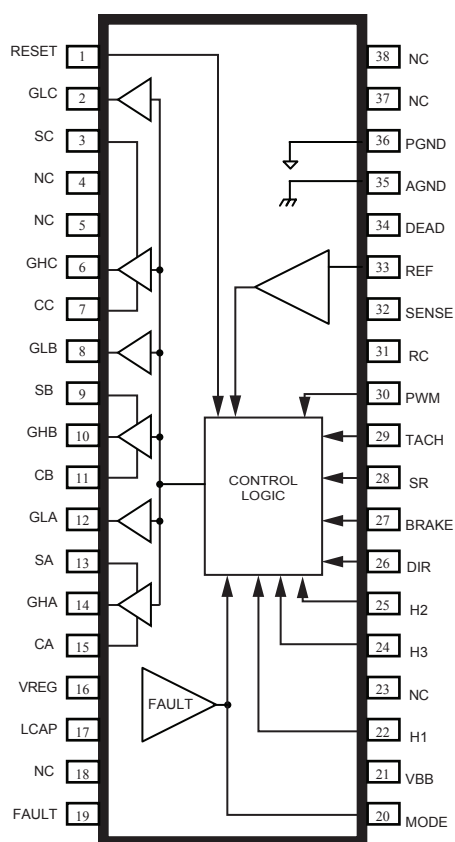 RESET 1
GLC 2
SC 3
NC 4
NC 5
GHC 6
CC 7
GLB 8
SB 9
GHB 10
CB 11
GLA 12
SA 13
GHA 14
CA 15
VREG 16
LCAP 17
NC 18
FAULT 19
CONTROL
LOGIC
FAULT
38 NC
37 NC
36 PGND
35 AGND
34 DEAD
33 REF
32 SENSE
31 RC
30 PWM
29 TACH
28 SR
27 BRAKE
26 DIR
25 H2
24 H3
23 NC
22 H1
21 VBB
20 MODE